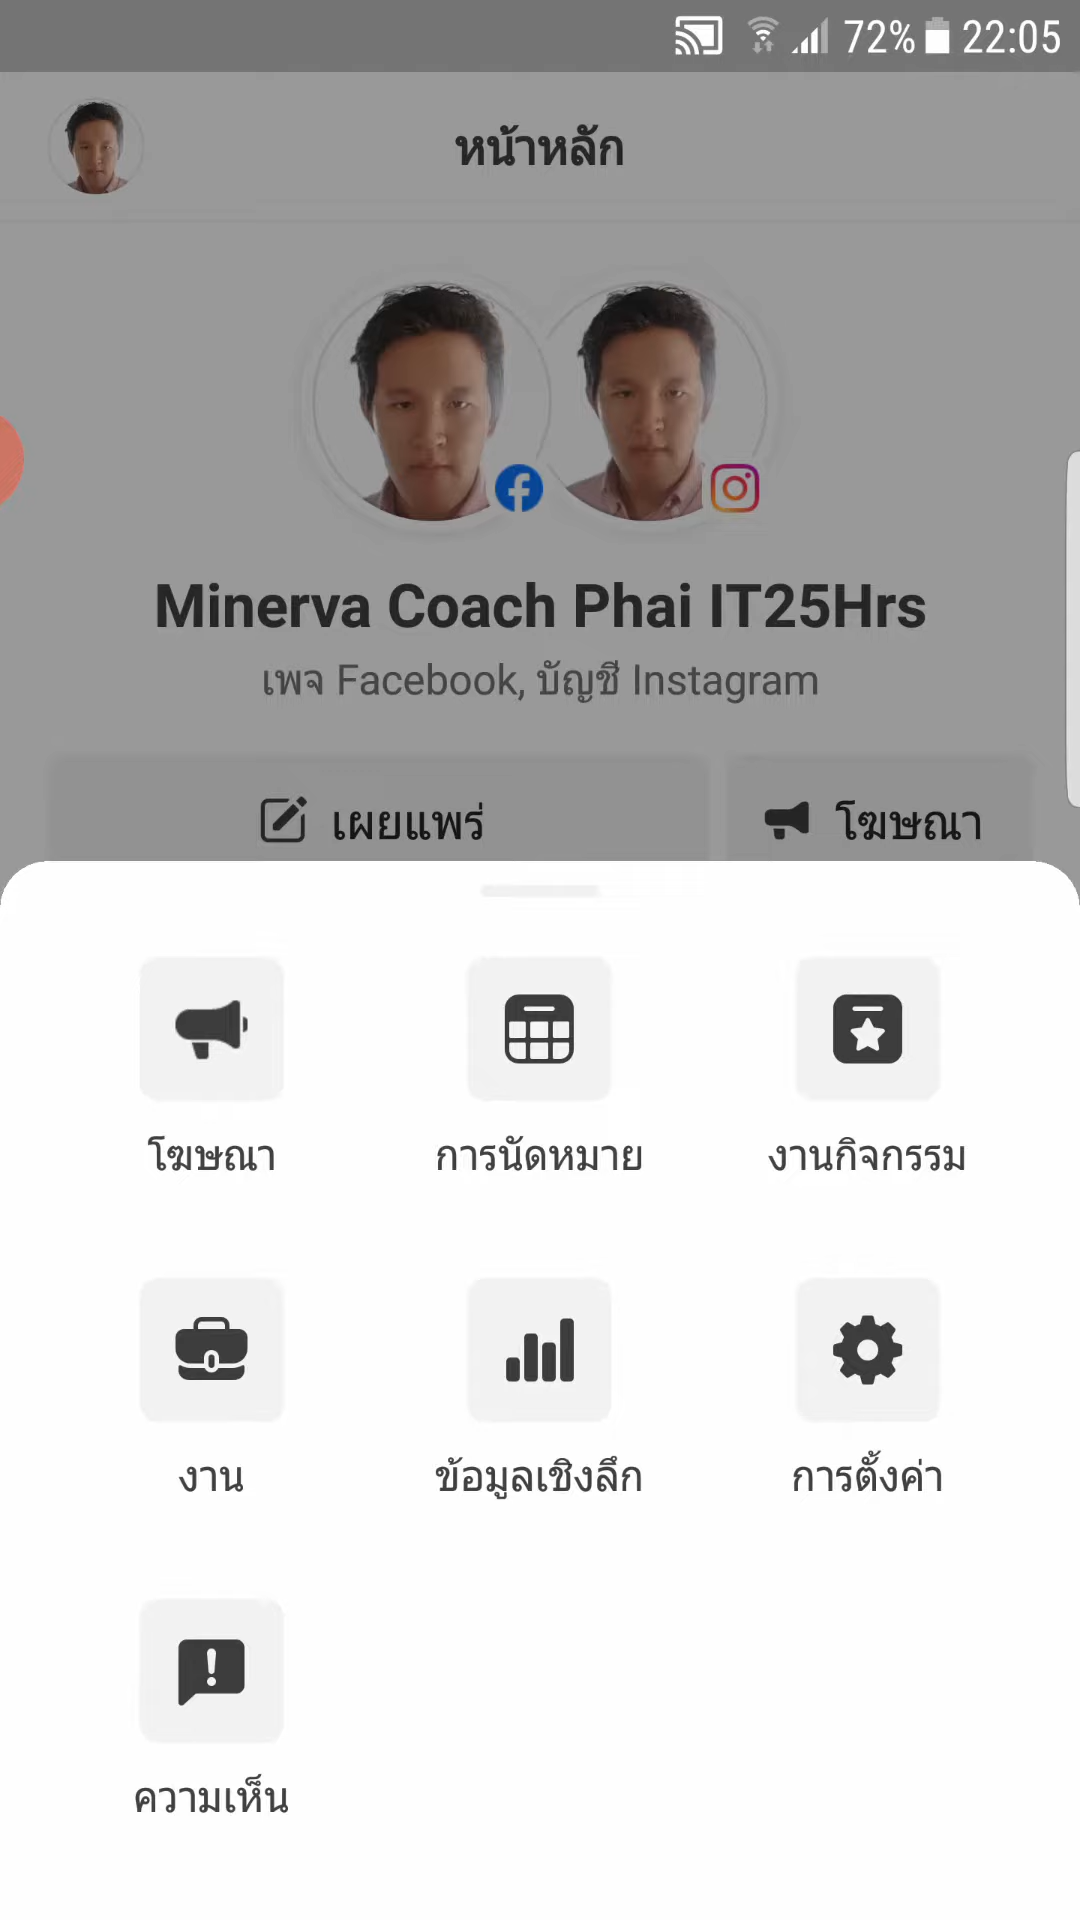 72% 22:05
หน้าหลัก
Minerva Coach Phai IT25Hrs
เพจ Facebook, บัญชี Instagram
เผยแพร่ โฆษณา
โฆษณา การนัดหมาย งานกิจกรรม
งาน ข้อมูลเชิงลึก การตั้งค่า
ความเห็น